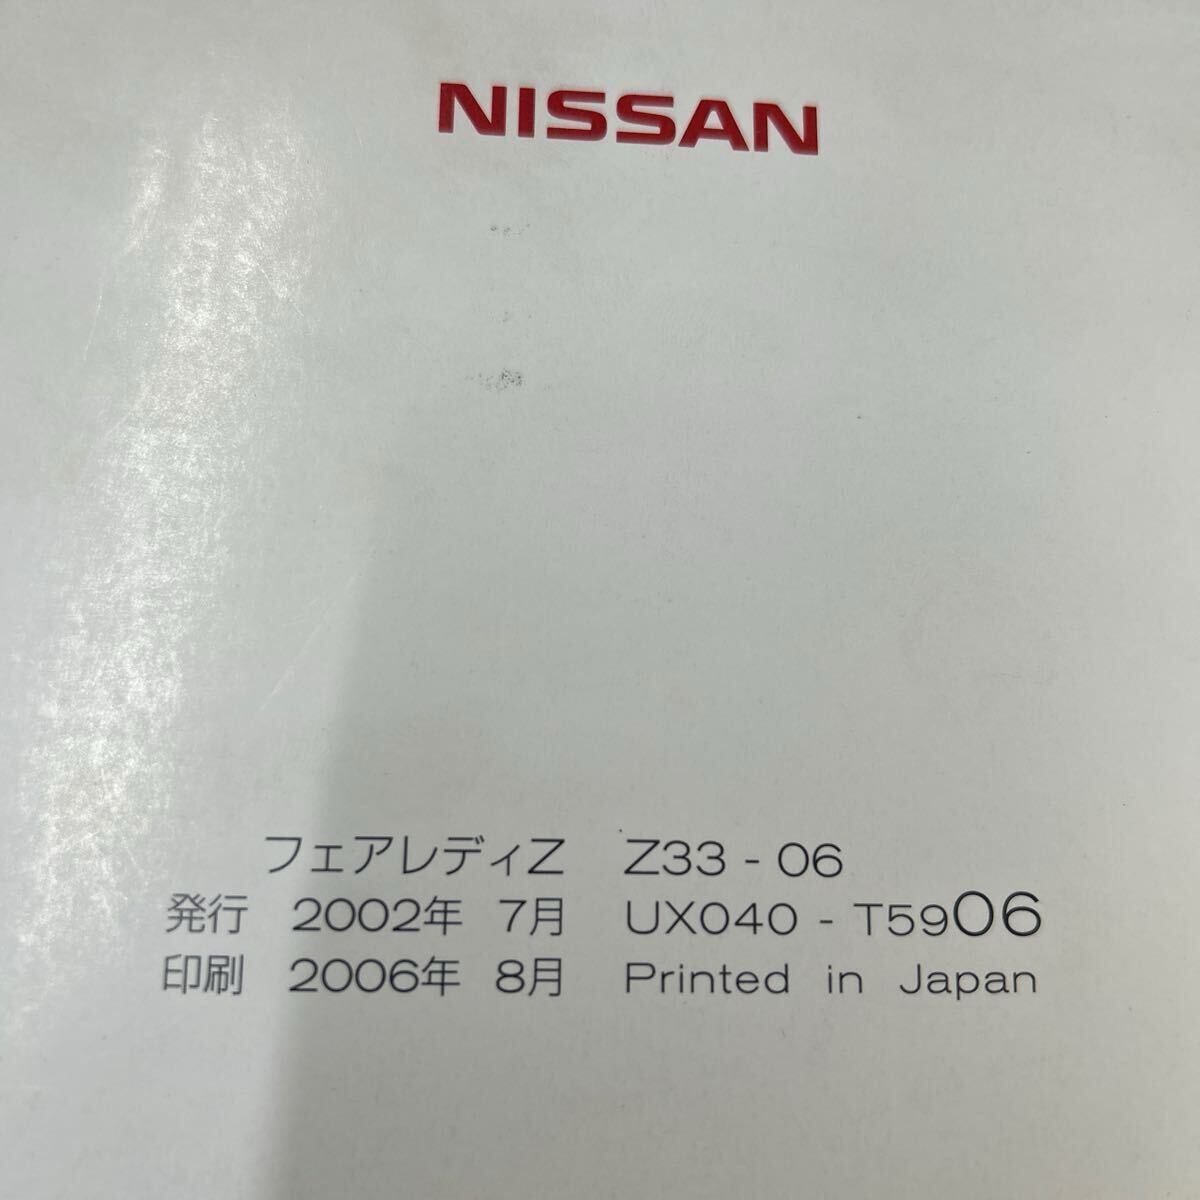 NISSAN
フェアレディZ Z33 - 06
発行 2002年 7月 UX040 - T5906
印刷 2006年 8月 Printed in Japan